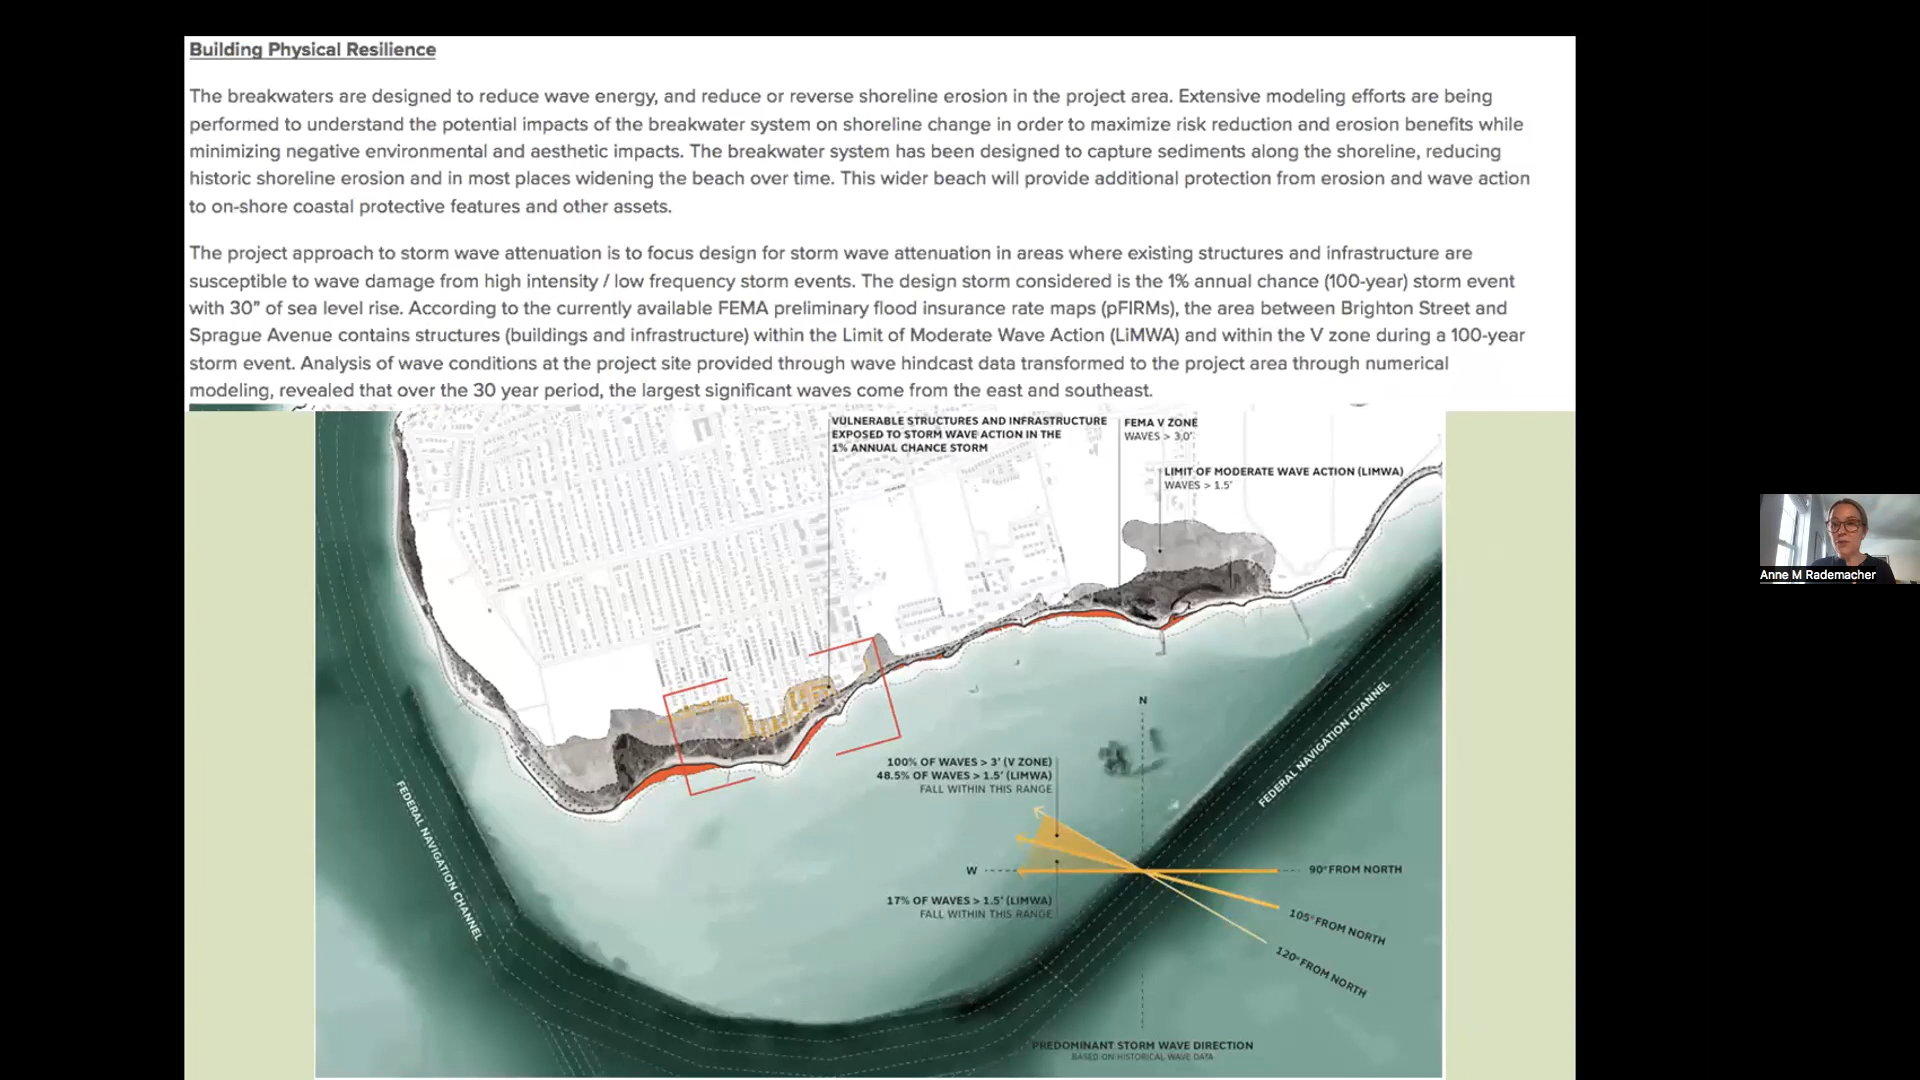 Building Physical Resilience
The breakwaters are designed to reduce wave energy, and reduce or reverse shoreline erosion in the project area. Extensive modeling efforts are being
performed to understand the potential impacts of the breakwater system on shoreline change in order to maximize risk reduction and erosion benefits while
minimizing negative environmental and aesthetic impacts. The breakwater system has been designed to capture sediments along the shoreline, reducing
historic shoreline erosion and in most places widening the beach over time. This wider beach will provide additional protection from erosion and wave action
to on-shore coastal protective features and other assets.
The project approach to storm wave attenuation is to focus design for storm wave attenuation in areas where existing structures and infrastructure are
susceptible to wave damage from high intensity / low frequency storm events. The design storm considered is the 1% annual chance (100-year) storm event
with 30” of sea level rise. According to the currently available FEMA preliminary flood insurance rate maps (pFIRMs), the area between Brighton Street and
Sprague Avenue contains structures (buildings and infrastructure) within the Limit of Moderate Wave Action (LiMWA) and within the V zone during a 100-year
storm event. Analysis of wave conditions at the project site provided through wave hindcast data transformed to the project area through numerical
modeling, revealed that over the 30 year period, the largest significant waves come from the east and southeast.
VULNERABLE STRUCTURES AND INFRASTRUCTURE
EXPOSED TO STORM WAVE ACTION IN THE
1% ANNUAL CHANCE STORM
FEMA V ZONE
WAVES > 3.0'
LIMIT OF MODERATE WAVE ACTION (LIMWA)
WAVES > 1.5'
Anne M Rademacher
N
FEDERAL NAVIGATION CHANNEL
100% OF WAVES > 3' (V ZONE)
48.5% OF WAVES > 1.5' (LIMWA)
FALL WITHIN THIS RANGE
FEDERAL NAVIGATION CHANNEL
W
90° FROM NORTH
17% OF WAVES > 1.5' (LIMWA)
FALL WITHIN THIS RANGE
105° FROM NORTH
120° FROM NORTH
PREDOMINANT STORM WAVE DIRECTION
BASED ON HISTORICAL WAVE DATA